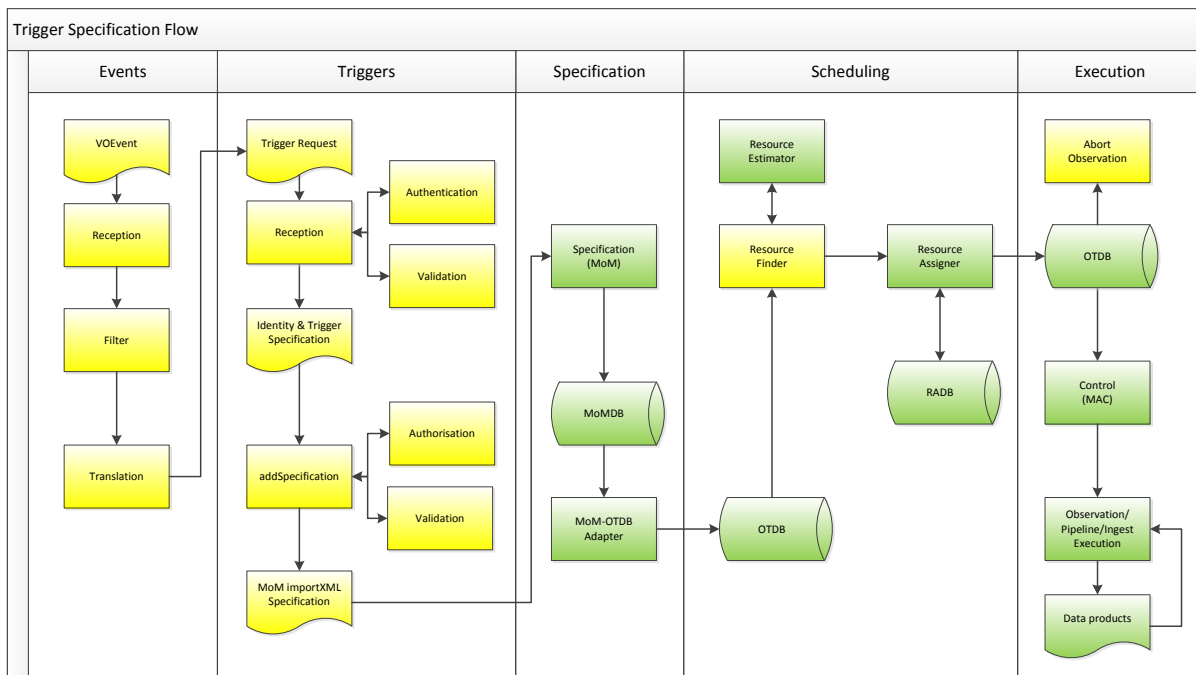 Trigger Specification Flow
Events
Triggers
Specification
Scheduling
Execution
VOEvent
Reception
Filter
Translation
Trigger Request
Authentication
Reception
Validation
Identity & Trigger
Specification
Authorisation
addSpecification
Validation
MoM importXML
Specification
Specification
(MoM)
MoMDB
MoM-OTDB
Adapter
Resource
Estimator
Resource
Finder
Resource
Assigner
RADB
OTDB
Abort
Observation
OTDB
Control
(MAC)
Observation/
Pipeline/Ingest
Execution
Data products